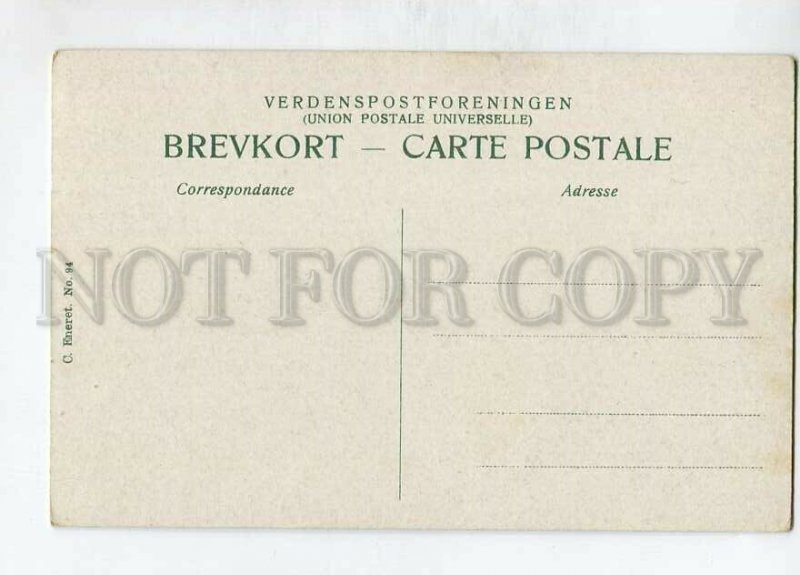 VERDENSPOSTFORENINGEN
(UNION POSTALE UNIVERSELLE)
BREVKORT — CARTE POSTALE
Correspondance
Adresse
NOT FOR COPY
C. Eneret. No. 94